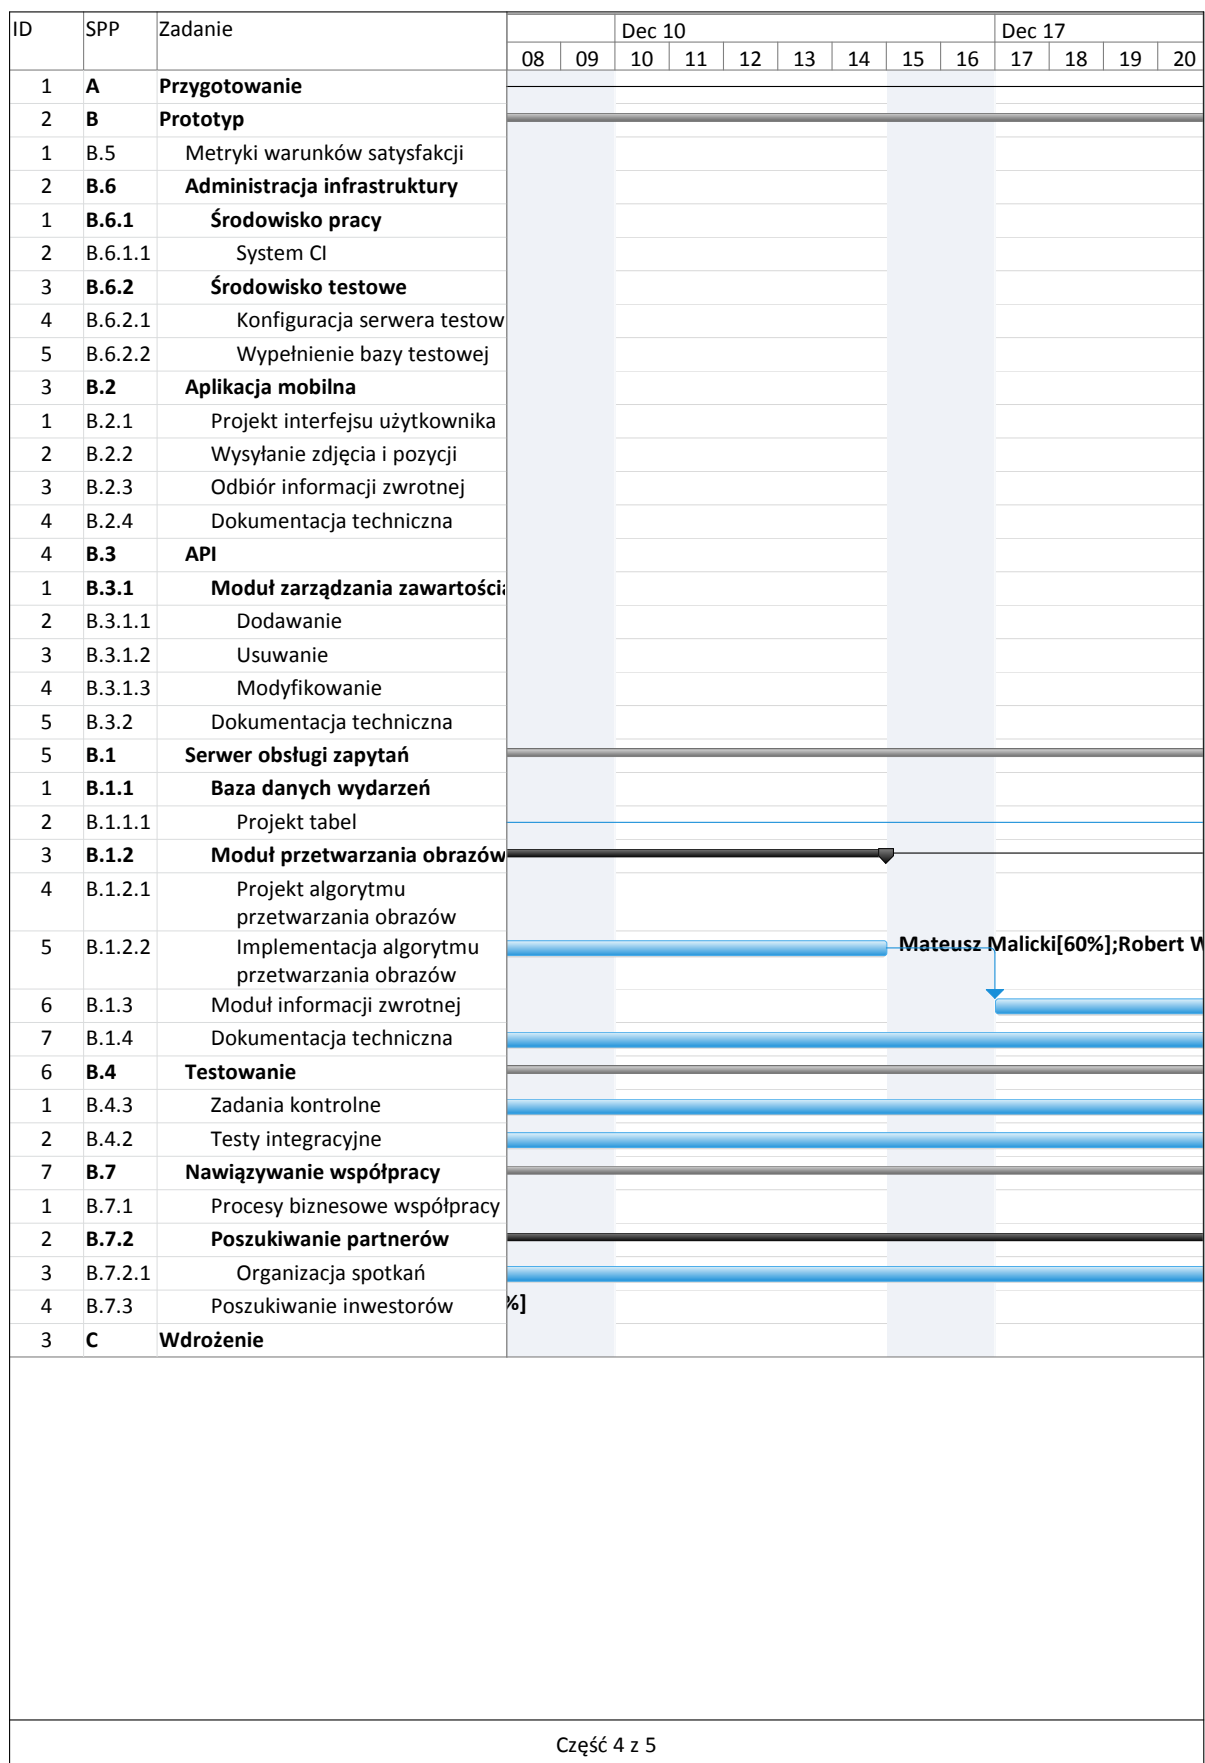 ID SPP Zadanie Dec 10 Dec 17
08 09 10 11 12 13 14 15 16 17 18 19 20
1 A Przygotowanie
2 B Prototyp
1 B.5 Metryki warunków satysfakcji
2 B.6 Administracja infrastruktury
1 B.6.1 Środowisko pracy
2 B.6.1.1 System CI
3 B.6.2 Środowisko testowe
4 B.6.2.1 Konfiguracja serwera testow
5 B.6.2.2 Wypełnienie bazy testowej
3 B.2 Aplikacja mobilna
1 B.2.1 Projekt interfejsu użytkownika
2 B.2.2 Wysyłanie zdjęcia i pozycji
3 B.2.3 Odbiór informacji zwrotnej
4 B.2.4 Dokumentacja techniczna
4 B.3 API
1 B.3.1 Moduł zarządzania zawartością
2 B.3.1.1 Dodawanie
3 B.3.1.2 Usuwanie
4 B.3.1.3 Modyfikowanie
5 B.3.2 Dokumentacja techniczna
5 B.1 Serwer obsługi zapytań
1 B.1.1 Baza danych wydarzeń
2 B.1.1.1 Projekt tabel
3 B.1.2 Moduł przetwarzania obrazów
4 B.1.2.1 Projekt algorytmu
przetwarzania obrazów
5 B.1.2.2 Implementacja algorytmu Mateusz Malicki[60%];Robert W
przetwarzania obrazów
6 B.1.3 Moduł informacji zwrotnej
7 B.1.4 Dokumentacja techniczna
6 B.4 Testowanie
1 B.4.3 Zadania kontrolne
2 B.4.2 Testy integracyjne
7 B.7 Nawiązywanie współpracy
1 B.7.1 Procesy biznesowe współpracy
2 B.7.2 Poszukiwanie partnerów
3 B.7.2.1 Organizacja spotkań
4 B.7.3 Poszukiwanie inwestorów %]
3 C Wdrożenie
Część 4 z 5